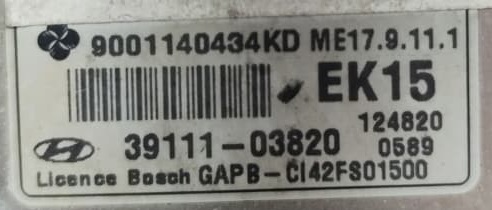 9001140434KD ME17.9.11.1
EK15
39111-03820
124820
0589
Licence Bosch GAPB-CI42FS01500